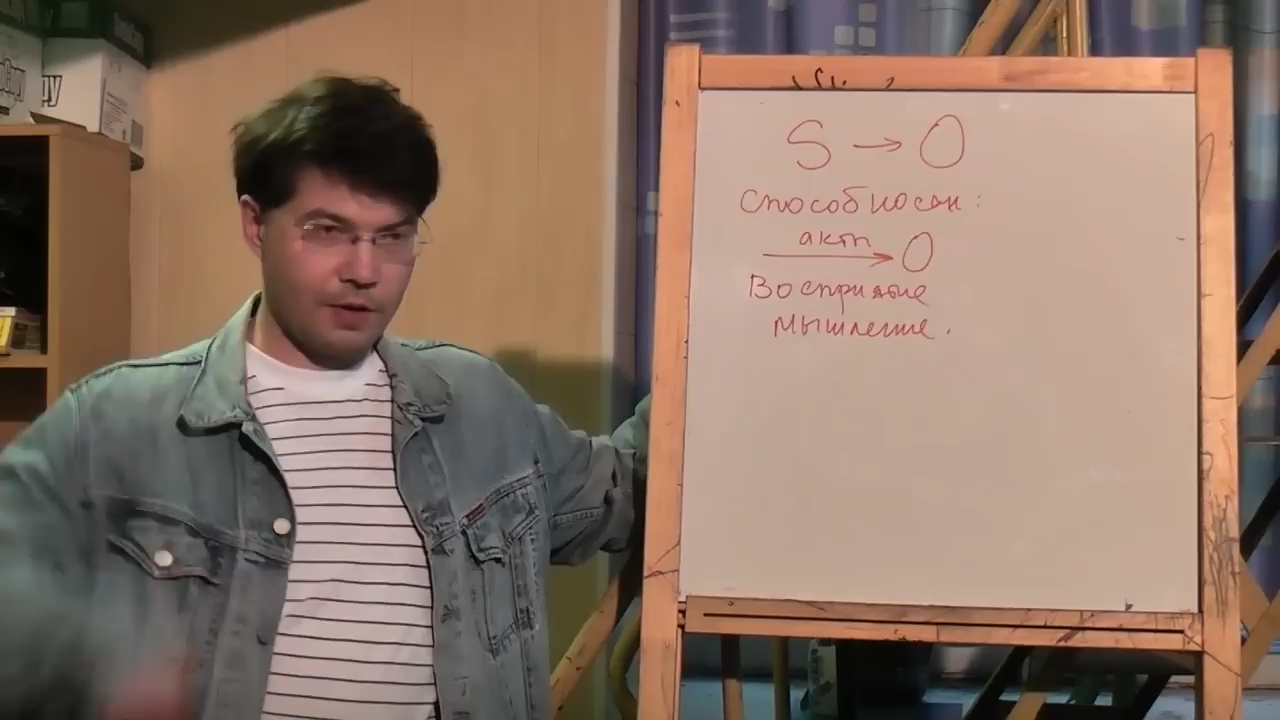 S → O
Способности:
акт
→ O
Восприятие
Мышление.